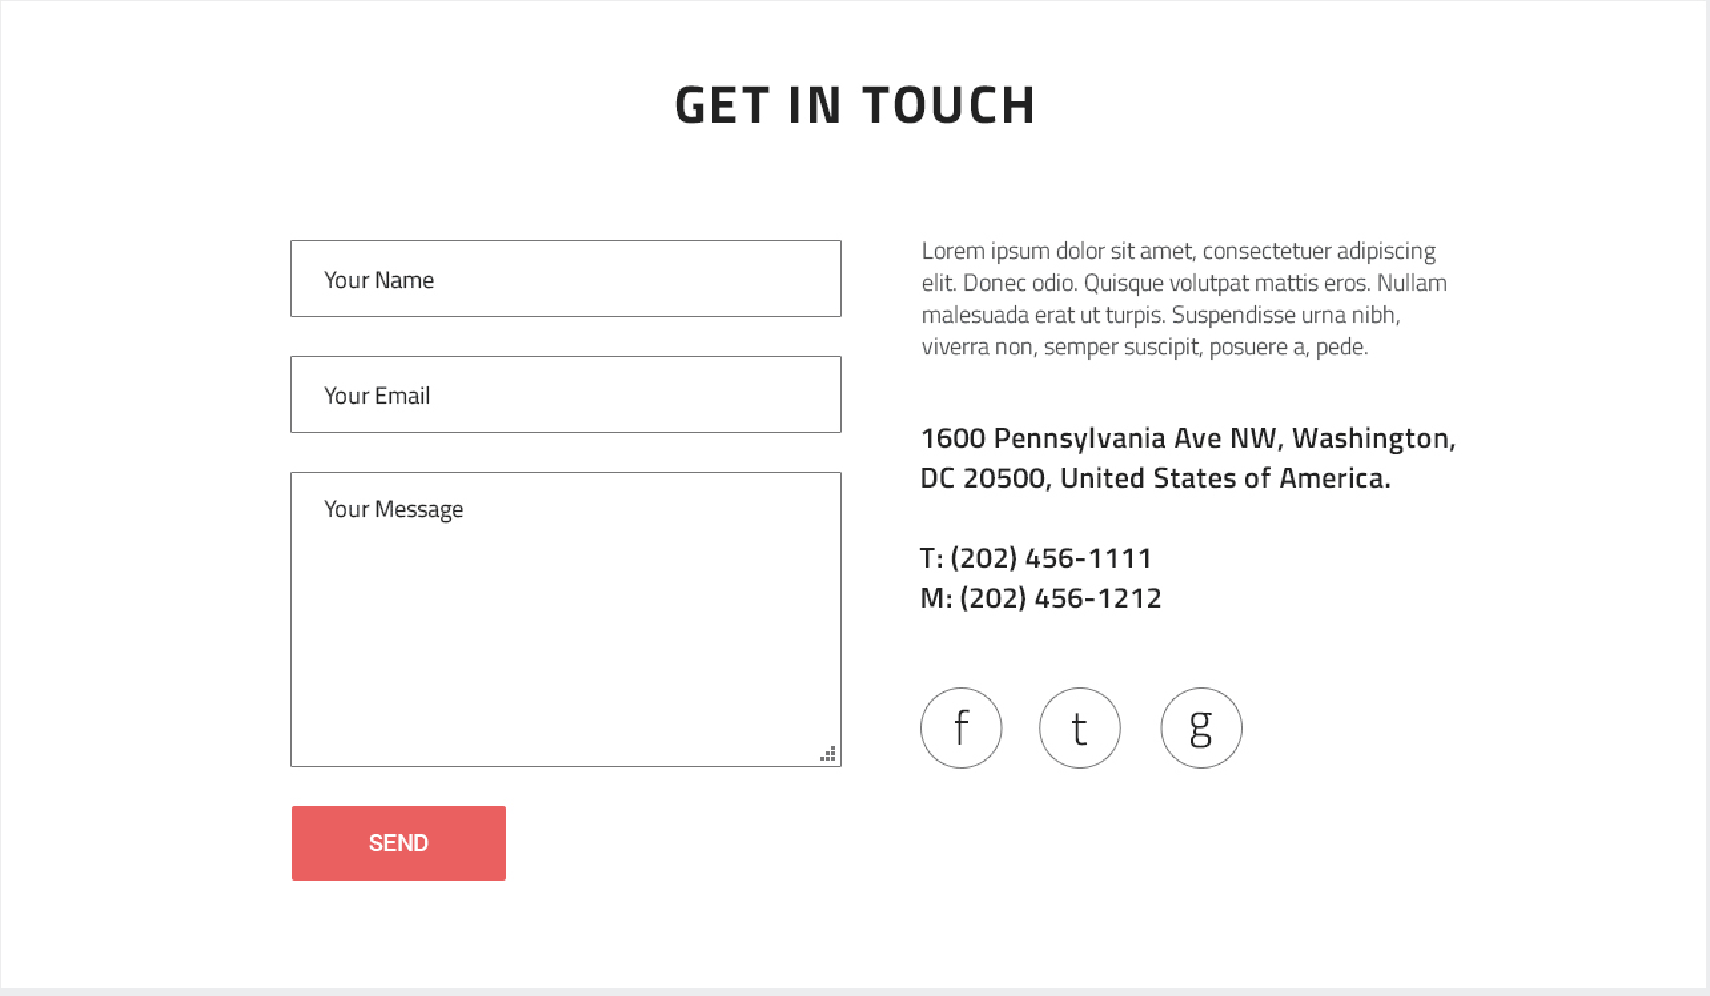 GET IN TOUCH
Your Name
Your Email
Your Message
SEND
Lorem ipsum dolor sit amet, consectetuer adipiscing
elit. Donec odio. Quisque volutpat mattis eros. Nullam
malesuada erat ut turpis. Suspendisse urna nibh,
viverra non, semper suscipit, posuere a, pede.
1600 Pennsylvania Ave NW, Washington,
DC 20500, United States of America.
T: (202) 456-1111
M: (202) 456-1212
f t g